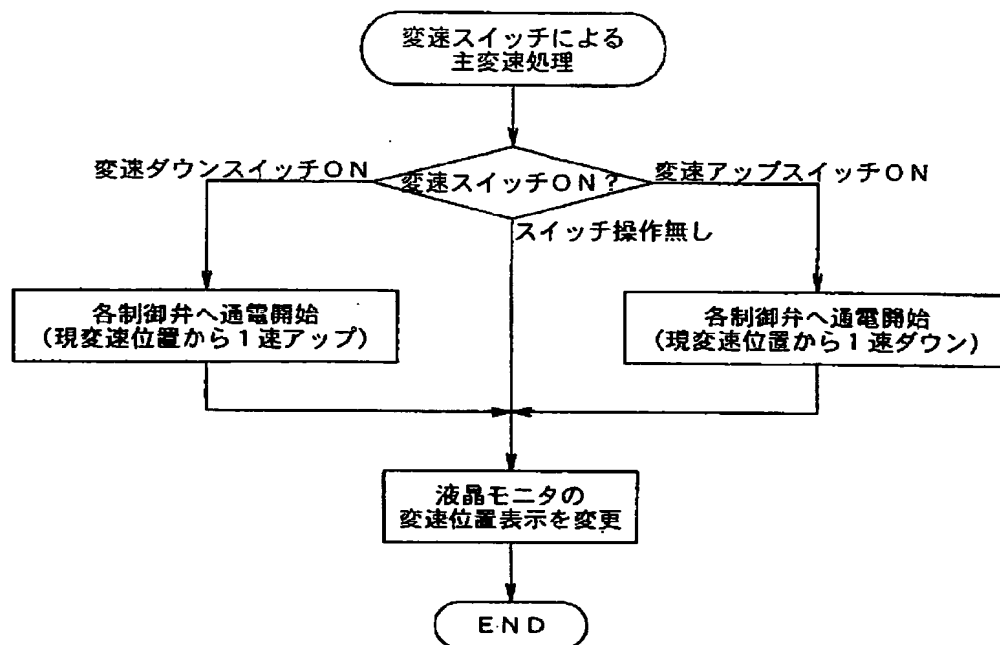 変速スイッチによる
主変速処理
変速ダウンスイッチON
変速スイッチON?
変速アップスイッチON
スイッチ操作無し
各制御弁へ通電開始
(現変速位置から1速アップ)
各制御弁へ通電開始
(現変速位置から1速ダウン)
液晶モニタの
変速位置表示を変更
END